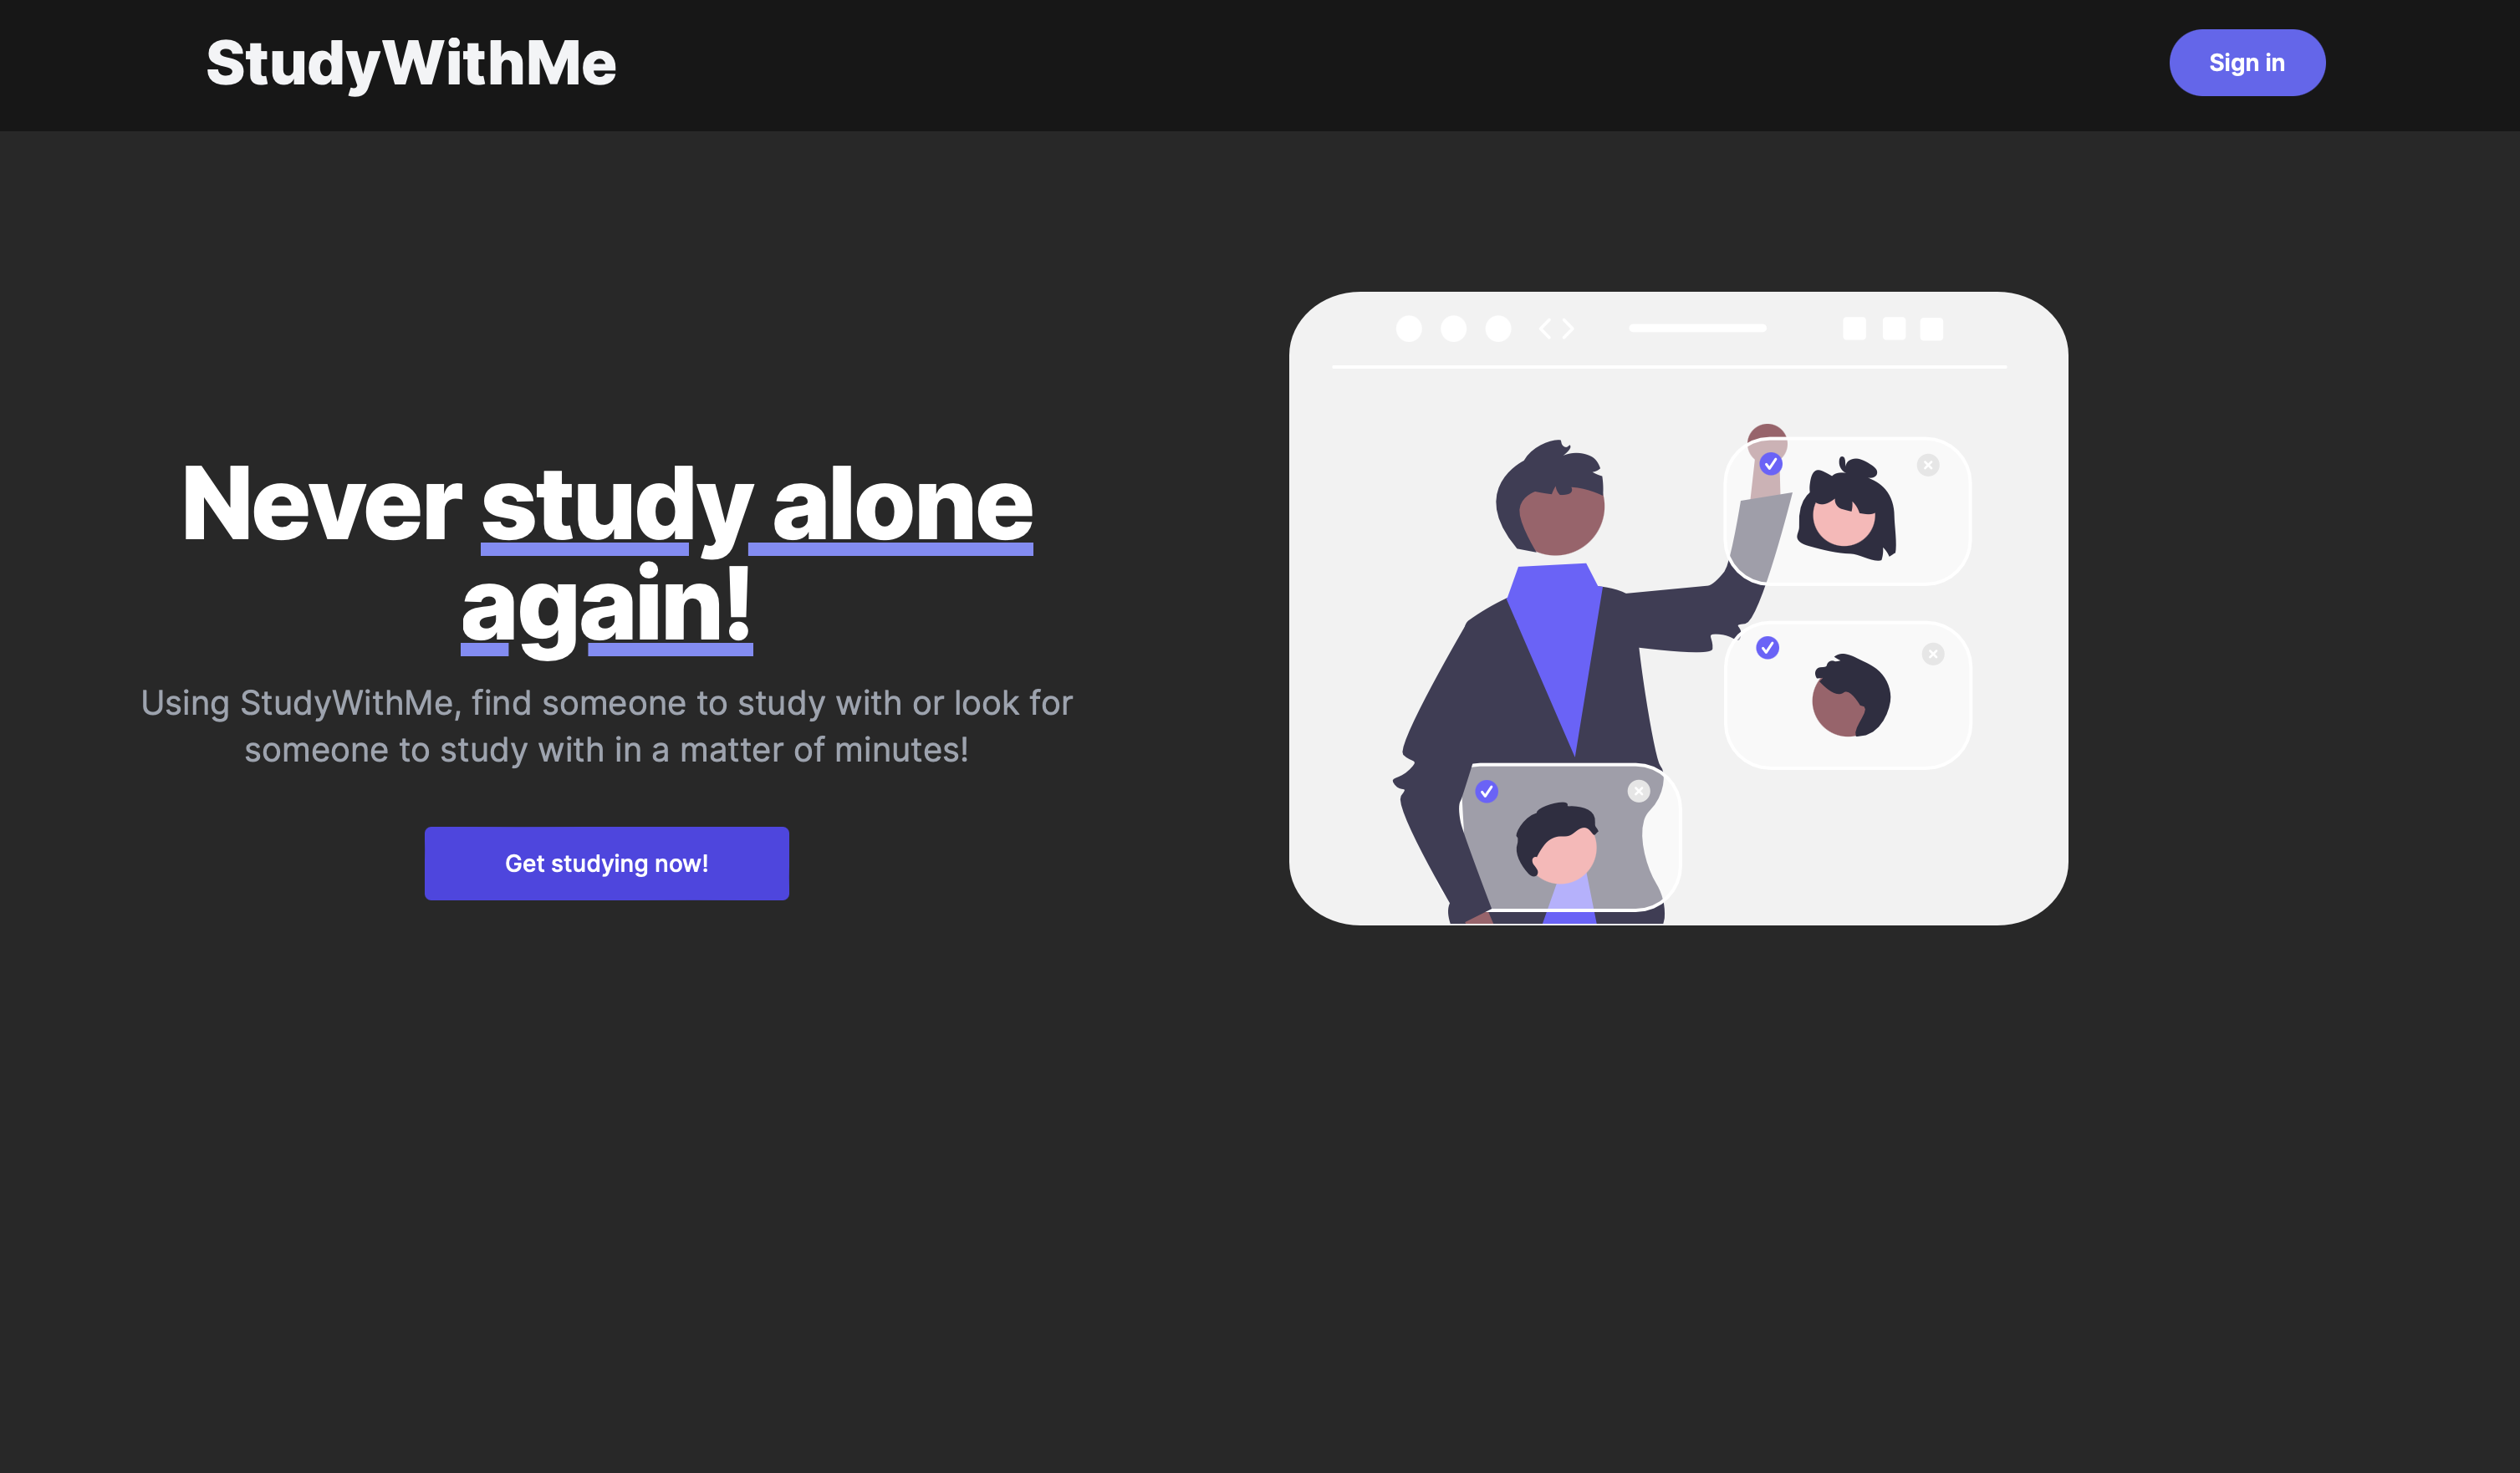 StudyWithMe
Sign in
Never study alone
again!
Using StudyWithMe, find someone to study with or look for
someone to study with in a matter of minutes!
Get studying now!